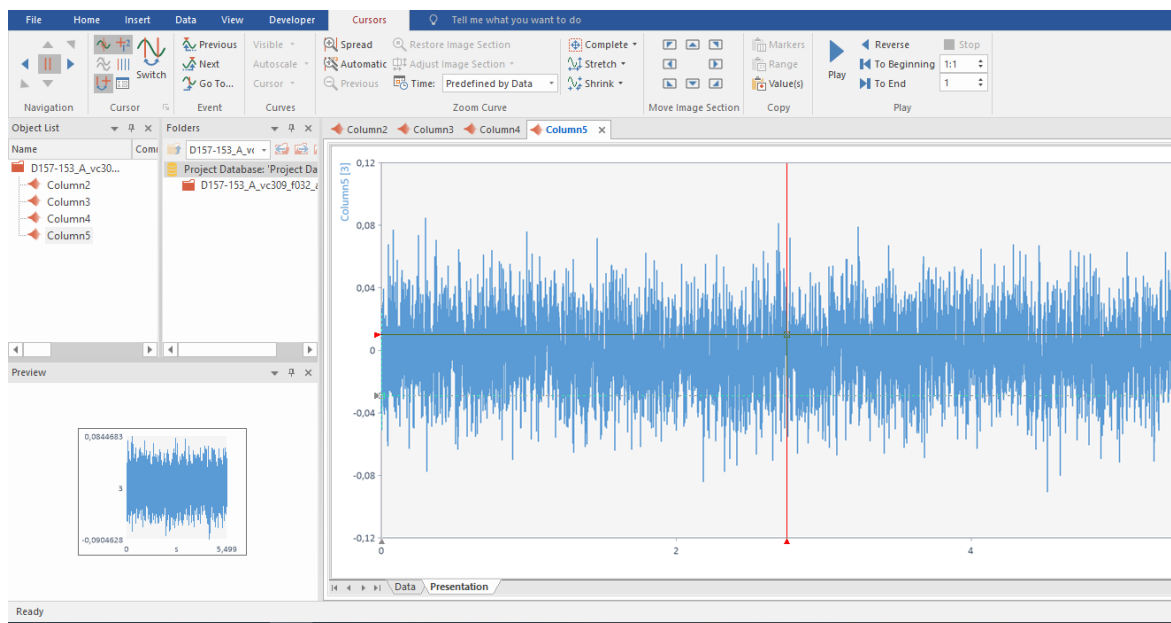 File Home Insert Data View Developer Cursors Tell me what you want to do
Previous Visible Spread Restore Image Section Complete Markers Reverse Stop
Next Autoscale Automatic Adjust Image Section Stretch Range To Beginning 1:1
Switch Go To... Cursor Previous Time: Predefined by Data Shrink Value(s) Play To End 1
Navigation Cursor Event Curves Zoom Curve Move Image Section Copy Play
Object List Folders Column2 Column3 Column4 Column5
Name Com D157-153_A_vc
D157-153_A_vc30... Project Database: 'Project Da
Column2 D157-153_A_vc309_f032_a
Column3
Column4
Column5
Column5 [3]
0,12
0,08
0,04
0
-0,04
-0,08
-0,12
0 2 4
Preview
0,0844683
3
-0,0904628
0 s 5,499
Data Presentation
Ready